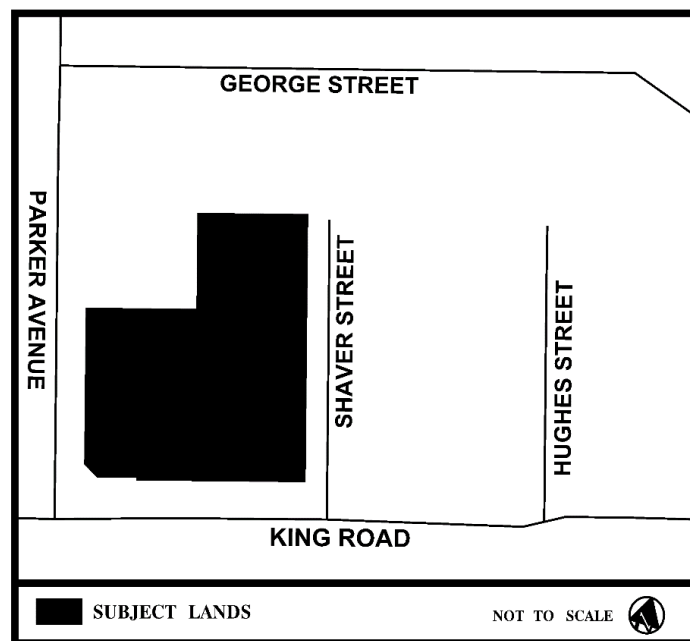 GEORGE STREET
PARKER AVENUE
SHAVER STREET
HUGHES STREET
KING ROAD
SUBJECT LANDS
NOT TO SCALE